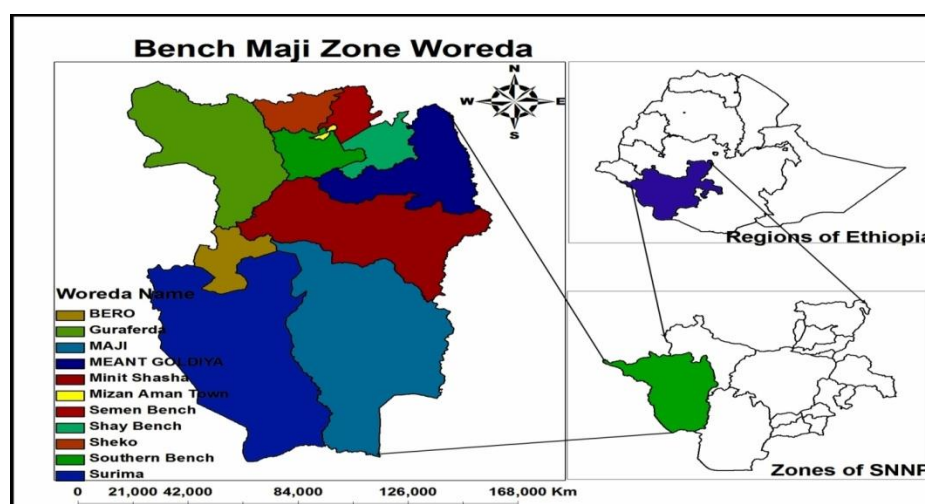 Bench Maji Zone Woreda
N
W E
S
Regions of Ethiopia
Woreda Name
BERO
Guraferda
MAJI
MEANT GOLDIYA
Minit Shasha
Mizan Aman Town
Semen Bench
Shay Bench
Sheko
Southern Bench
Surima
0 21,000 42,000 84,000 126,000 168,000 Km
Zones of SNNP